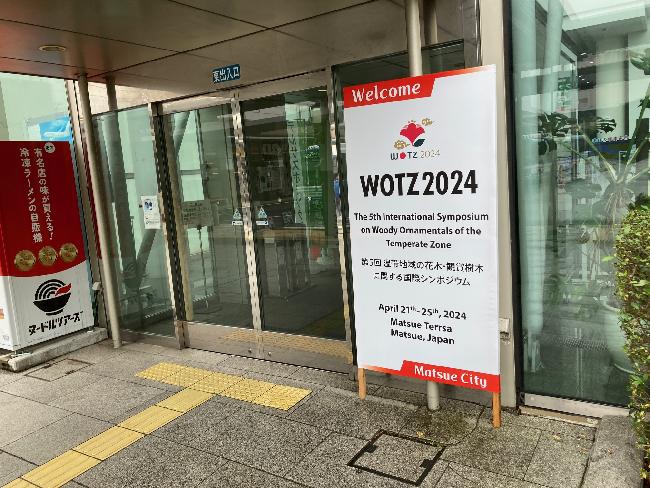 東出入口
Welcome
WOTZ 2024
WOTZ2024
The 5th International Symposium
on Woody Ornamentals of the
Temperate Zone
第5回 温帯地域の花木・観賞樹木
に関する国際シンポジウム
April 21th-25th, 2024
Matsue Terrsa
Matsue, Japan
Matsue City
有名店の味が買える！
冷凍ラーメンの自販機
ヌードルツアーズ